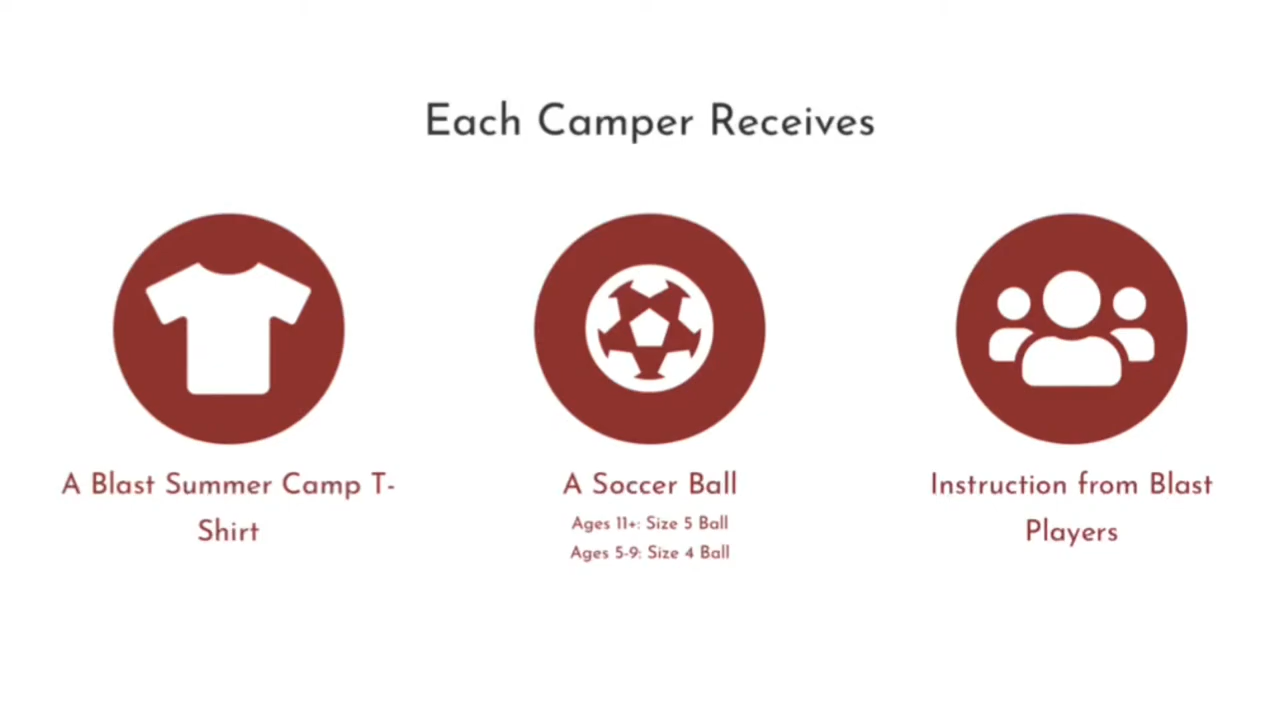 Each Camper Receives
A Blast Summer Camp T-
Shirt
A Soccer Ball
Ages 11+: Size 5 Ball
Ages 5-9: Size 4 Ball
Instruction from Blast
Players